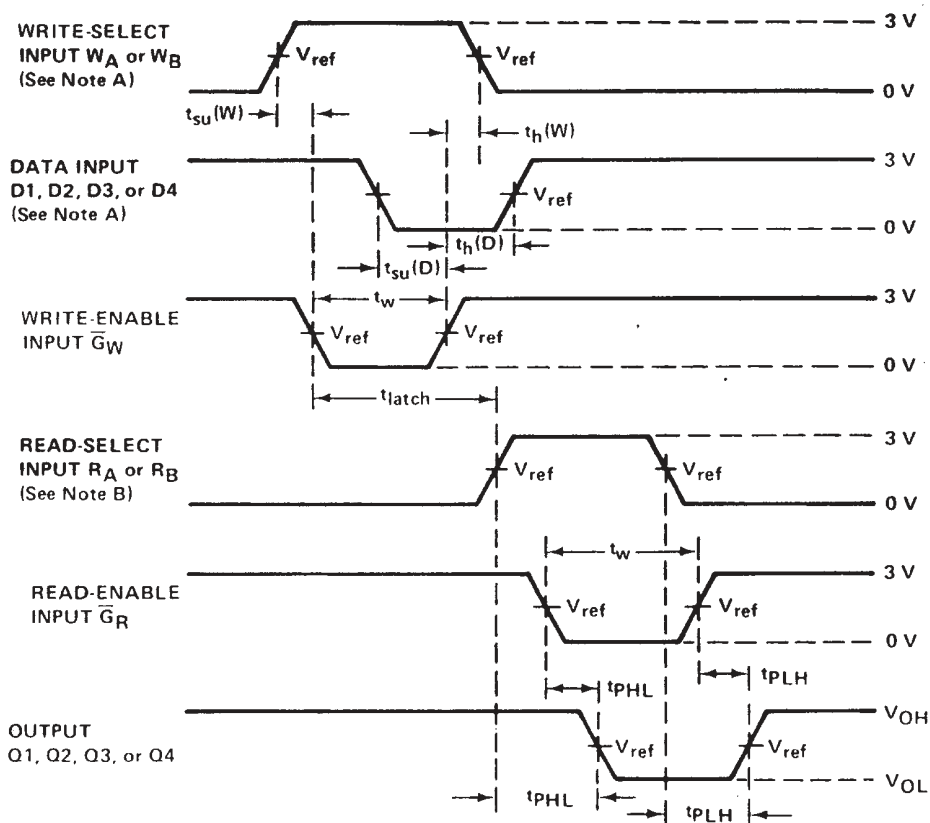 WRITE-SELECT
INPUT WA or WB
(See Note A)
Vref
Vref
3 V
0 V
tsu(W)
th(W)
DATA INPUT
D1, D2, D3, or D4
(See Note A)
Vref
3 V
0 V
th(D)
tsu(D)
WRITE-ENABLE
INPUT G̅W
tw
Vref
Vref
3 V
0 V
tlatch
READ-SELECT
INPUT RA or RB
(See Note B)
Vref
Vref
3 V
0 V
READ-ENABLE
INPUT G̅R
tw
Vref
Vref
3 V
0 V
tPHL
tPLH
OUTPUT
Q1, Q2, Q3, or Q4
Vref
Vref
VOH
VOL
tPHL
tPLH